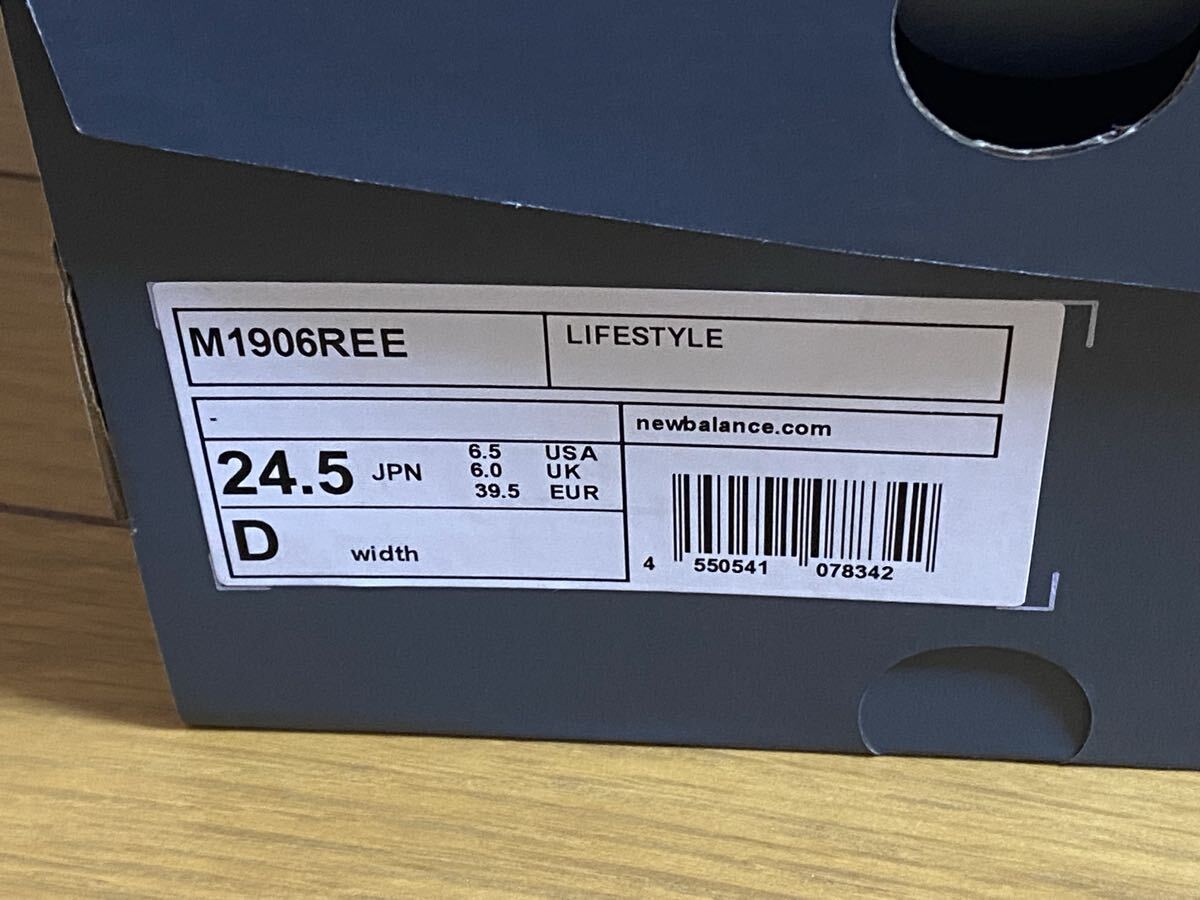 M1906REE
LIFESTYLE
-
newbalance.com
24.5 JPN
6.5 USA
6.0 UK
39.5 EUR
D width
4 550541 078342